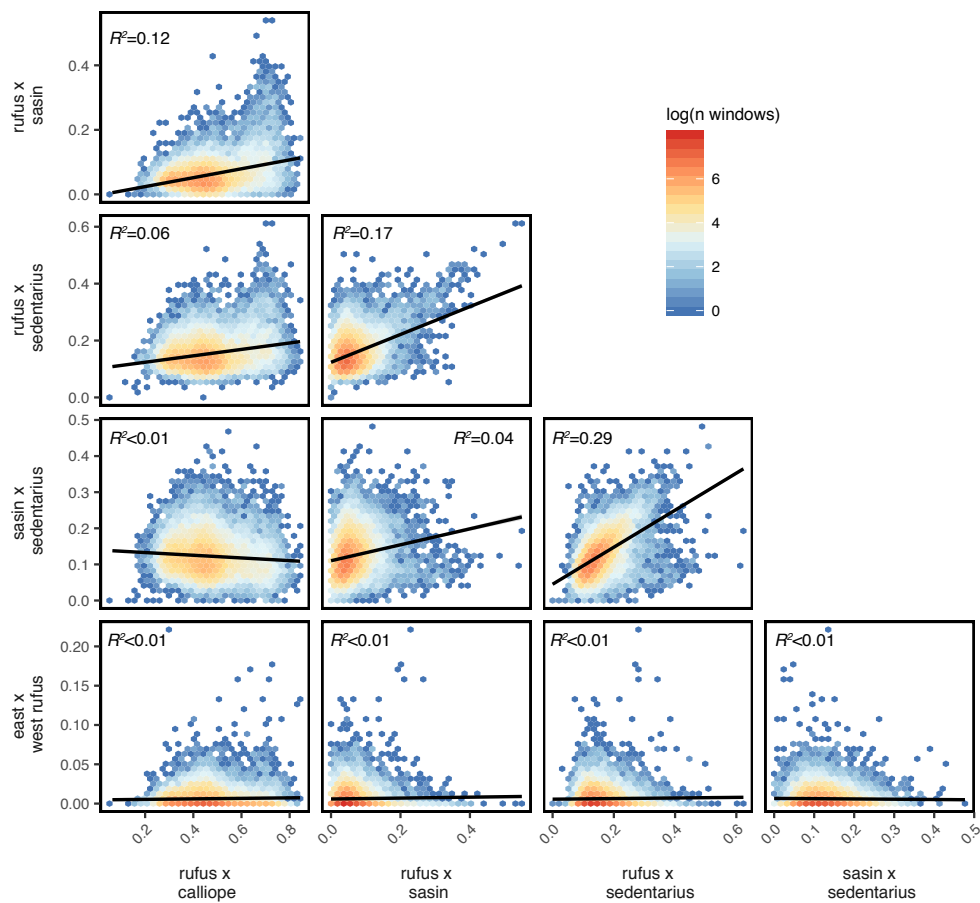 R²=0.12
rufus x
sasin
0.4
0.2
0.0
log(n windows)
6
4
2
0
R²=0.06
R²=0.17
rufus x
sedentarius
0.6
0.4
0.2
0.0
R²<0.01
R²=0.04
R²=0.29
sasin x
sedentarius
0.5
0.4
0.3
0.2
0.1
0.0
R²<0.01
R²<0.01
R²<0.01
R²<0.01
east x
west rufus
0.20
0.15
0.10
0.05
0.00
0.2 0.4 0.6 0.8
0.0 0.2 0.4
0.0 0.2 0.4 0.6
0.0 0.1 0.2 0.3 0.4 0.5
rufus x
calliope
rufus x
sasin
rufus x
sedentarius
sasin x
sedentarius